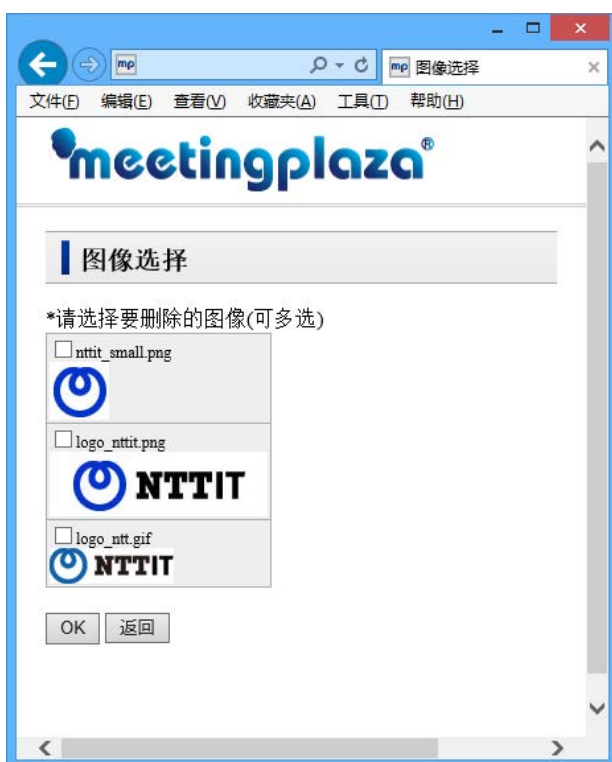 mp
mp 图像选择
文件(F) 编辑(E) 查看(V) 收藏夹(A) 工具(T) 帮助(H)
meetingplaza®
图像选择
*请选择要删除的图像(可多选)
nttit_small.png
logo_nttit.png
NTTIT
logo_ntt.gif
NTTIT
OK 返回